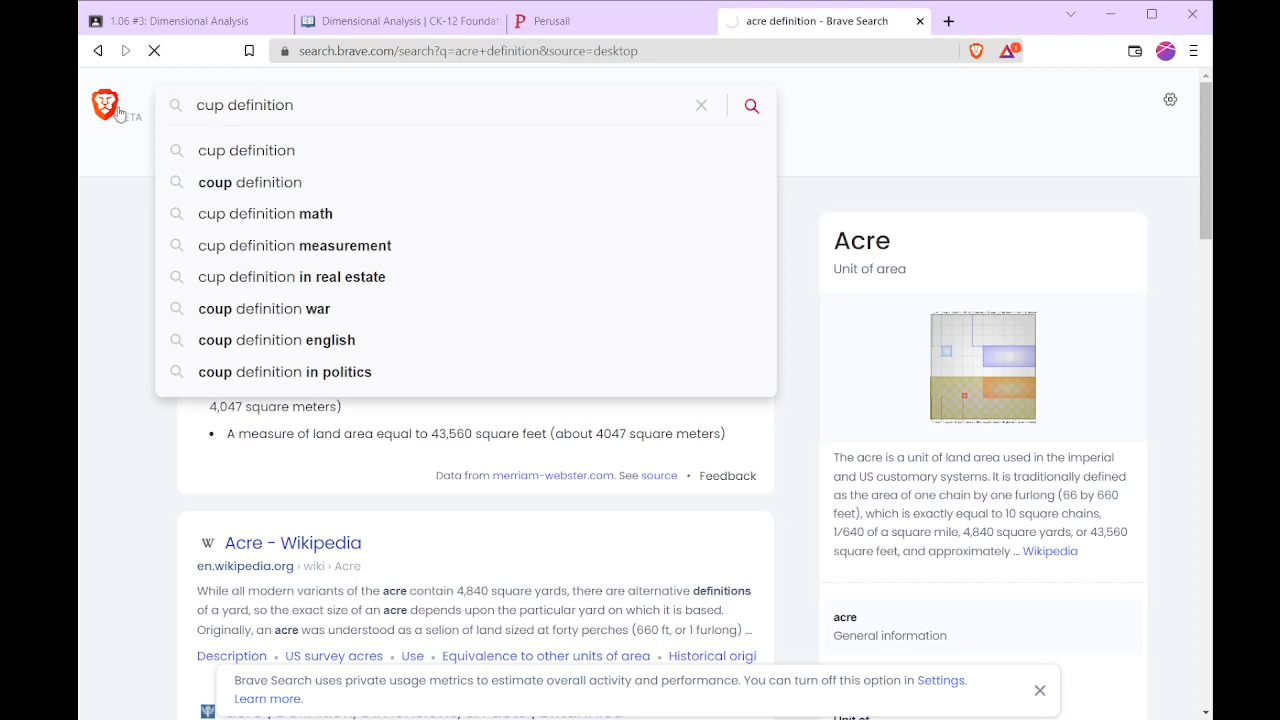 1.06 #3: Dimensional Analysis
Dimensional Analysis | CK-12 Foundat
Perusall
acre definition - Brave Search
search.brave.com/search?q=acre+definition&source=desktop
1
cup definition
cup definition
coup definition
cup definition math
cup definition measurement
cup definition in real estate
coup definition war
coup definition english
coup definition in politics
4,047 square meters)
• A measure of land area equal to 43,560 square feet (about 4047 square meters)
Data from merriam-webster.com. See source • Feedback
W Acre - Wikipedia
en.wikipedia.org › wiki › Acre
While all modern variants of the acre contain 4,840 square yards, there are alternative definitions
of a yard, so the exact size of an acre depends upon the particular yard on which it is based.
Originally, an acre was understood as a selion of land sized at forty perches (660 ft, or 1 furlong) ...
Description • US survey acres • Use • Equivalence to other units of area • Historical origi
Acre
Unit of area
The acre is a unit of land area used in the imperial
and US customary systems. It is traditionally defined
as the area of one chain by one furlong (66 by 660
feet), which is exactly equal to 10 square chains,
1⁄640 of a square mile, 4,840 square yards, or 43,560
square feet, and approximately ... Wikipedia
acre
General information
Brave Search uses private usage metrics to estimate overall activity and performance. You can turn off this option in Settings.
Learn more.